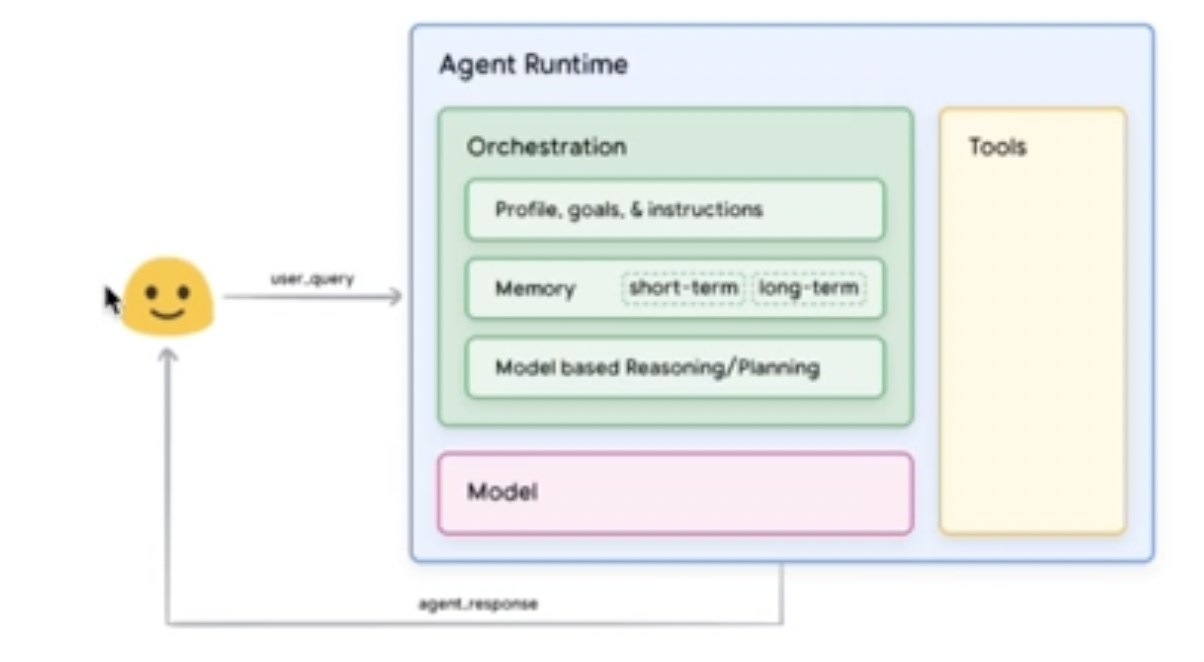 Agent Runtime
Orchestration
Tools
Profile, goals, & instructions
user_query
Memory short-term long-term
Model based Reasoning/Planning
Model
agent_response